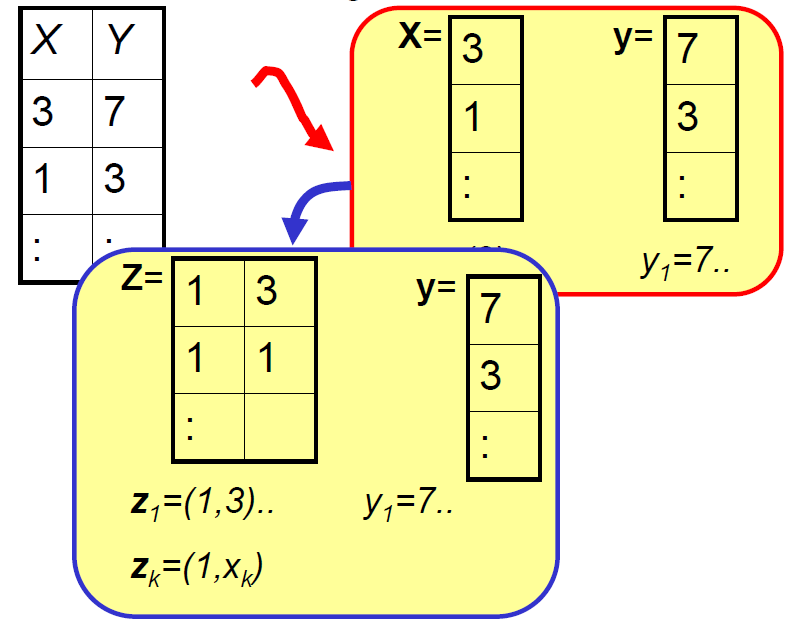 X Y
3 7
1 3
: :
X= 3
1
:
y= 7
3
:
y1=7..
Z= 1 3
1 1
:
y= 7
3
:
z1=(1,3).. y1=7..
zk=(1,xk)